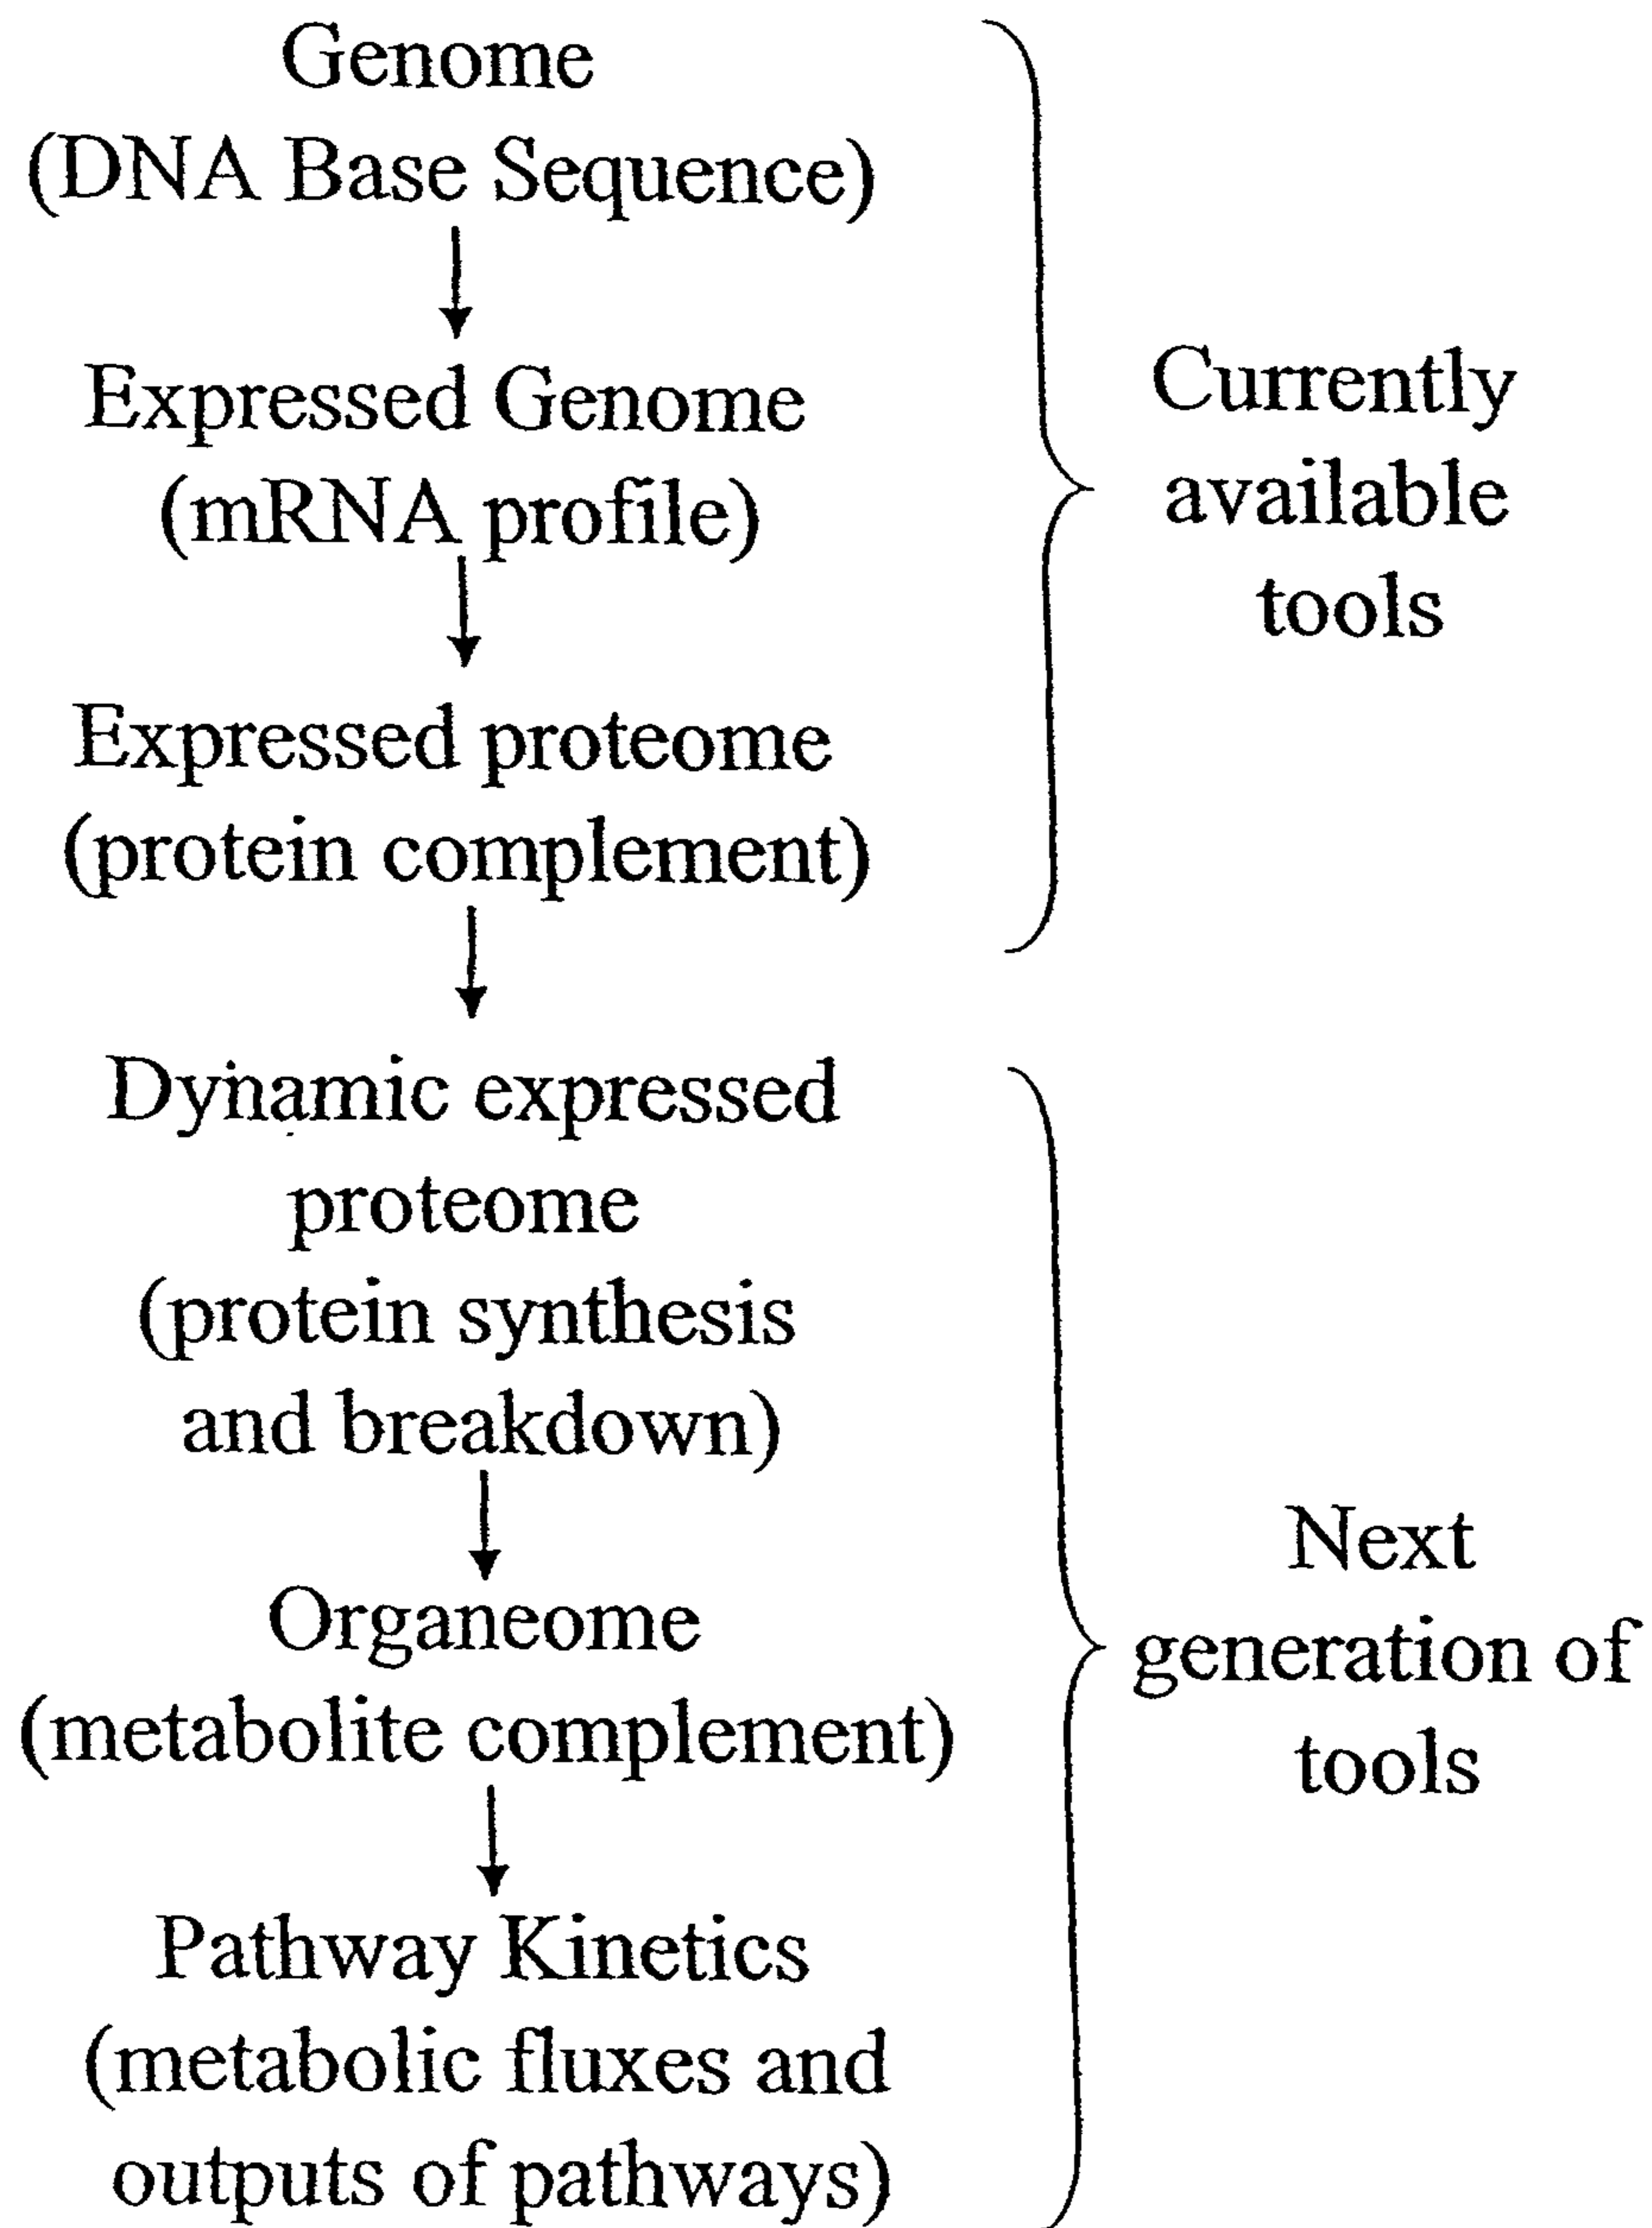 Genome
(DNA Base Sequence)
Expressed Genome
(mRNA profile)
Expressed proteome
(protein complement)
Currently
available
tools
Dynamic expressed
proteome
(protein synthesis
and breakdown)
Organeome
(metabolite complement)
Pathway Kinetics
(metabolic fluxes and
outputs of pathways)
Next
generation of
tools